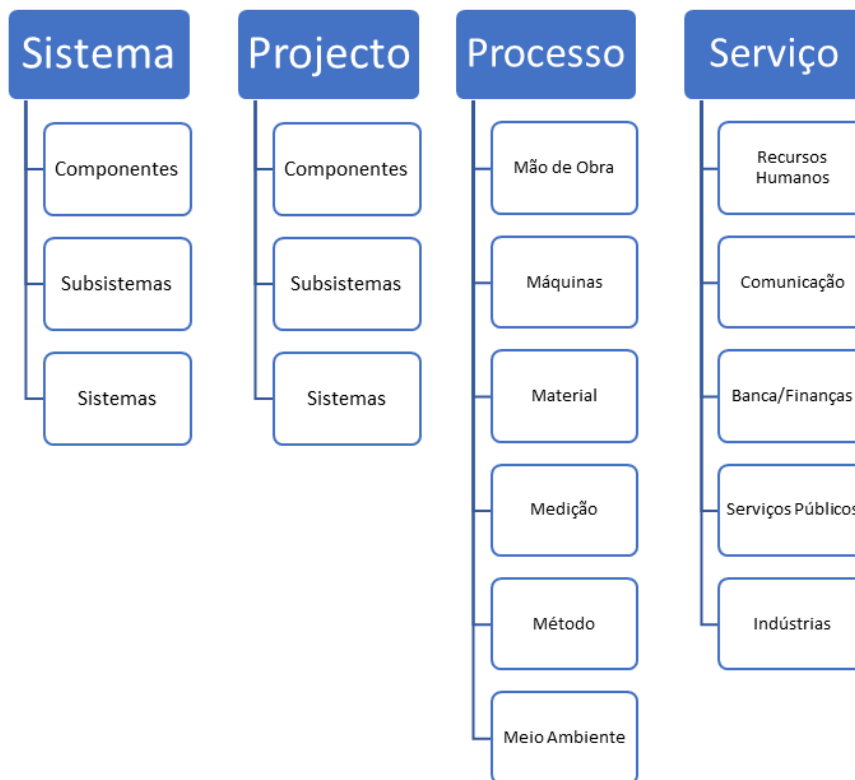 Sistema
Componentes
Subsistemas
Sistemas
Projecto
Componentes
Subsistemas
Sistemas
Processo
Mão de Obra
Máquinas
Material
Medição
Método
Meio Ambiente
Serviço
Recursos
Humanos
Comunicação
Banca/Finanças
Serviços Públicos
Indústrias